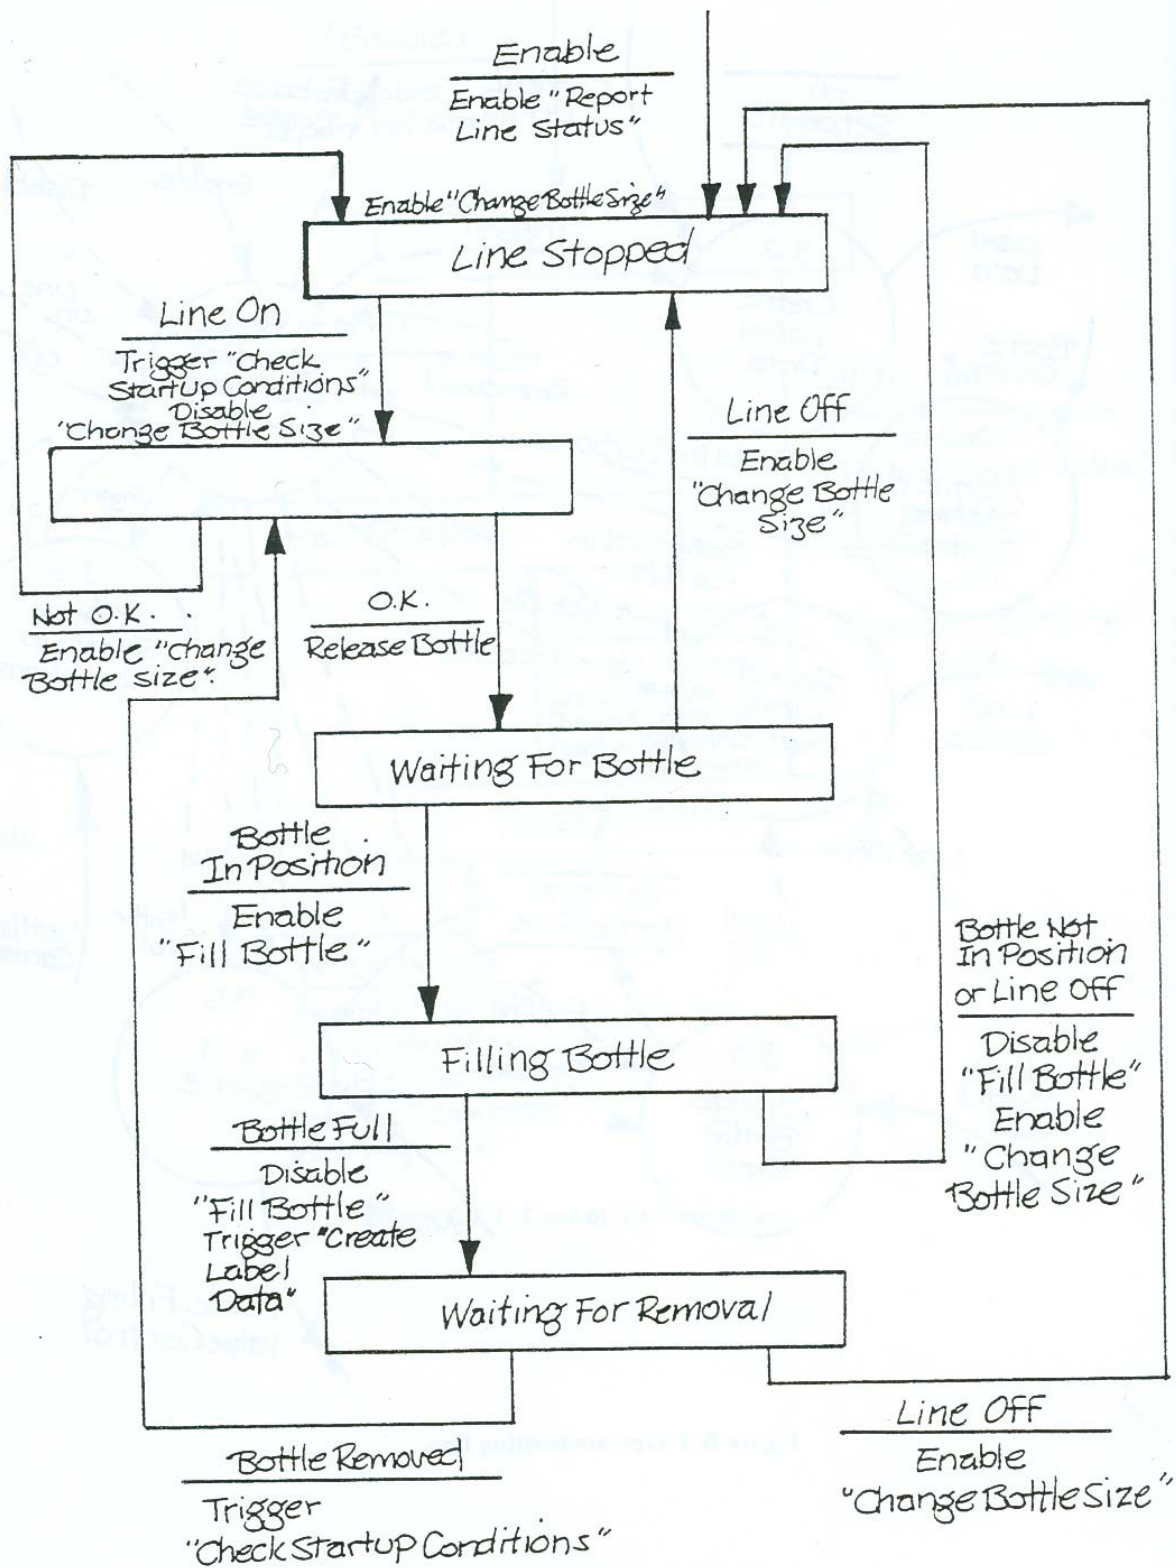 Enable
Enable "Report
Line Status"
Enable "Change Bottle Size"
Line Stopped
Line On
Trigger "Check
Startup Conditions"
Disable
"Change Bottle Size"
Line Off
Enable
"Change Bottle
Size"
Not O.K.
Enable "change
Bottle size".
O.K.
Release Bottle
Waiting For Bottle
Bottle
In Position
Enable
"Fill Bottle"
Filling Bottle
Bottle Not
In Position
or Line Off
Disable
"Fill Bottle"
Enable
"Change
Bottle Size"
Bottle Full
Disable
"Fill Bottle"
Trigger "Create
Label
Data"
Waiting For Removal
Bottle Removed
Trigger
"Check Startup Conditions"
Line Off
Enable
"Change Bottle Size"